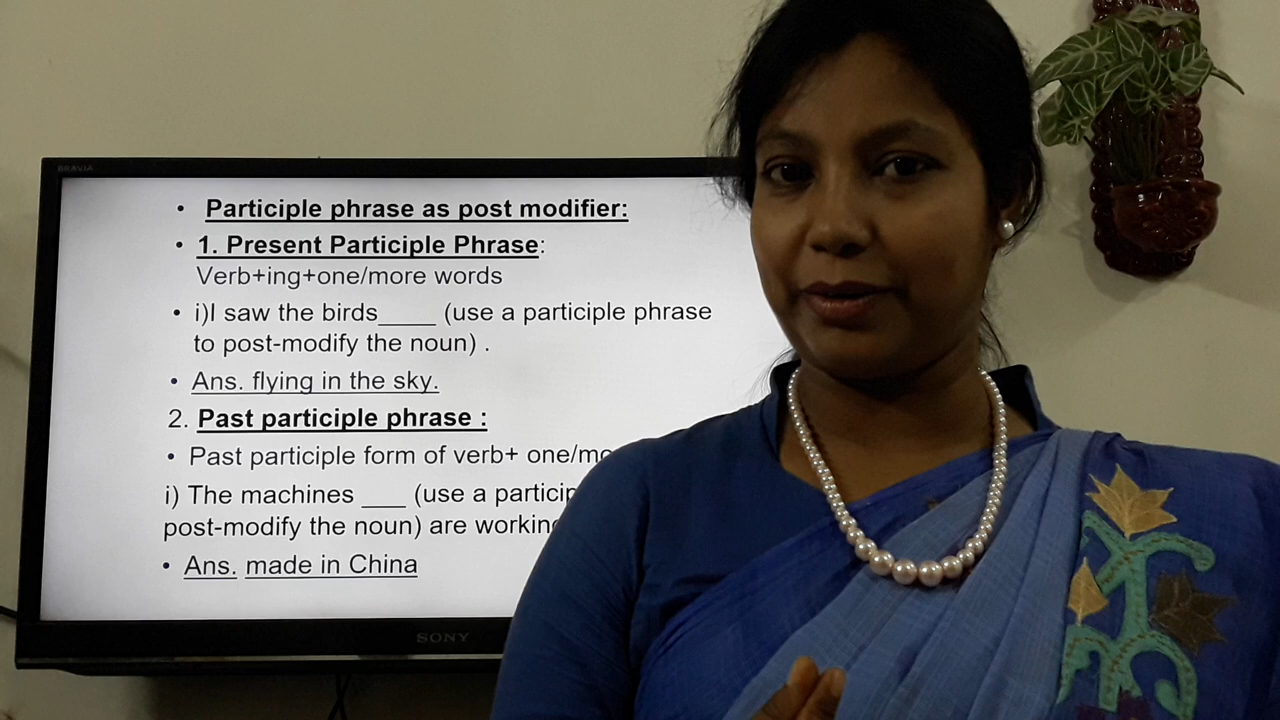 BRAVIA
• Participle phrase as post modifier:
• 1. Present Participle Phrase:
Verb+ing+one/more words
• i)I saw the birds____ (use a participle phrase
to post-modify the noun) .
• Ans. flying in the sky.
2. Past participle phrase :
• Past participle form of verb+ one/mo
i) The machines ___ (use a particip
post-modify the noun) are working
• Ans. made in China
SONY